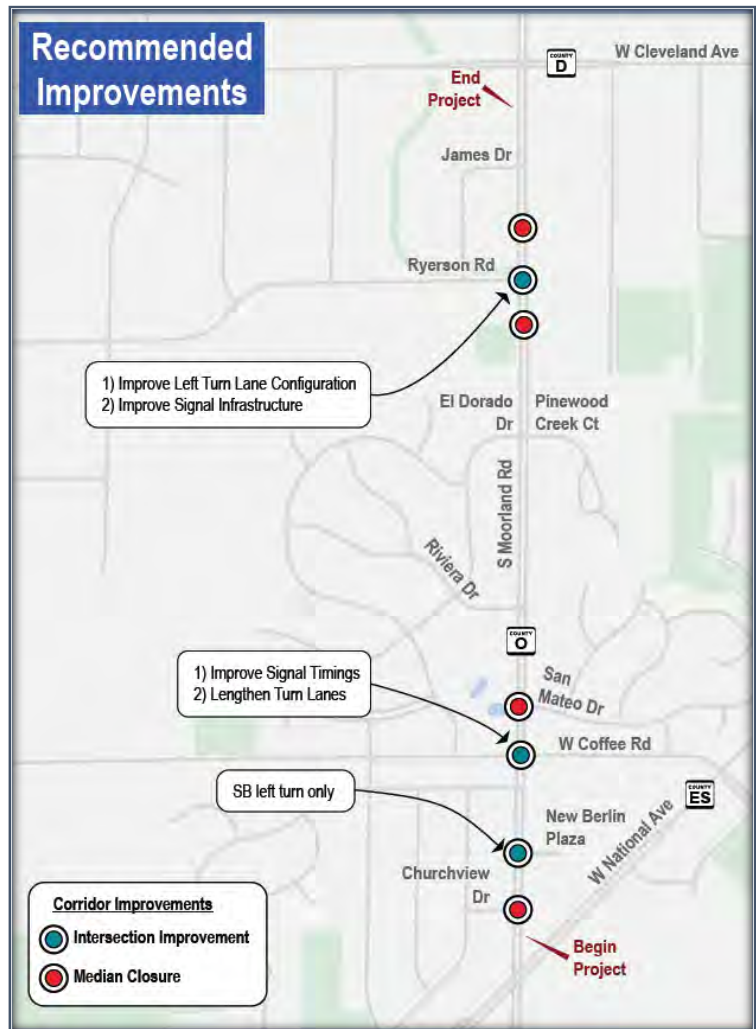 Recommended
Improvements
COUNTY
D
W Cleveland Ave
End
Project
James Dr
Ryerson Rd
1) Improve Left Turn Lane Configuration
2) Improve Signal Infrastructure
El Dorado
Dr
Pinewood
Creek Ct
S Moorland Rd
Riviera Dr
COUNTY
O
San
Mateo Dr
1) Improve Signal Timings
2) Lengthen Turn Lanes
W Coffee Rd
SB left turn only
COUNTY
ES
New Berlin
Plaza
W National Ave
Churchview
Dr
Corridor Improvements
Intersection Improvement
Median Closure
Begin
Project